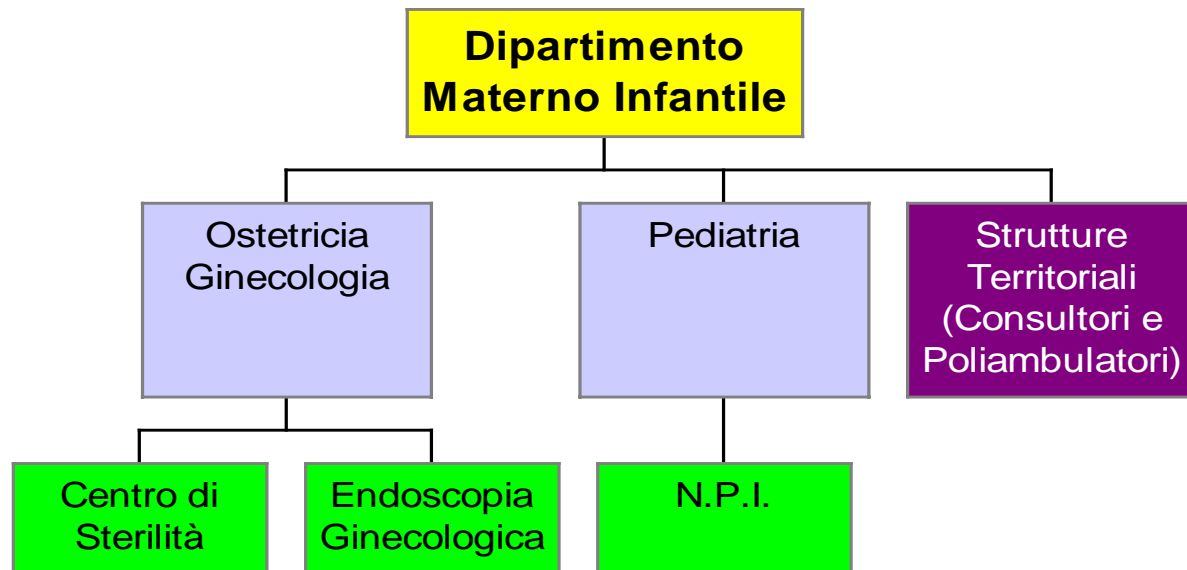 Dipartimento
Materno Infantile
Ostetricia
Ginecologia
Pediatria
Strutture
Territoriali
(Consultori e
Poliambulatori)
Centro di
Sterilità
Endoscopia
Ginecologica
N.P.I.